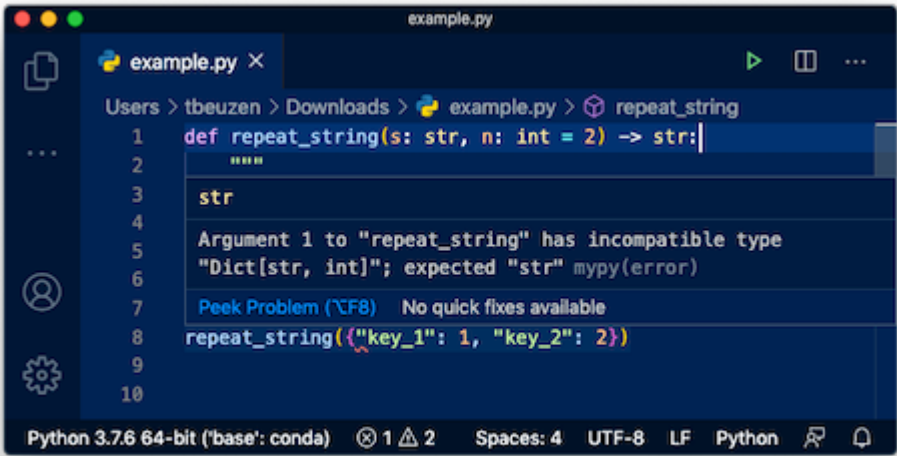 example.py
example.py ×
Users > tbeuzen > Downloads > example.py > repeat_string
1 def repeat_string(s: str, n: int = 2) -> str:
2 """
3 str
4 Argument 1 to "repeat_string" has incompatible type
5 "Dict[str, int]"; expected "str" mypy(error)
6
7 Peek Problem (⌥F8) No quick fixes available
8 repeat_string({"key_1": 1, "key_2": 2})
9
10
Python 3.7.6 64-bit ('base': conda) 1 2 Spaces: 4 UTF-8 LF Python